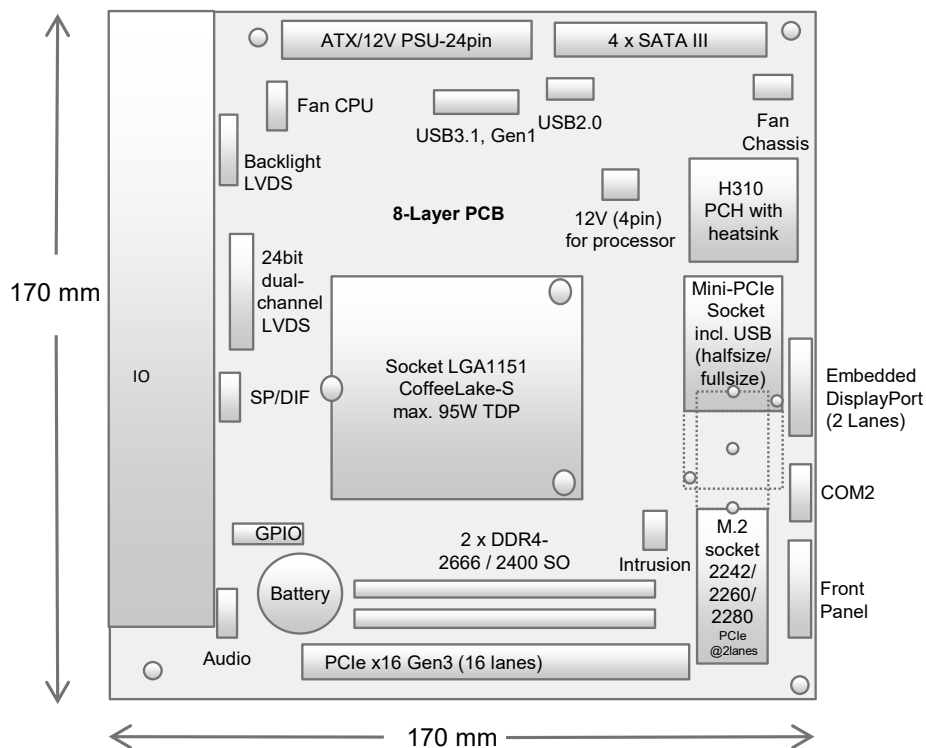 ATX/12V PSU-24pin
4 x SATA III
Fan CPU
USB3.1, Gen1
USB2.0
Fan
Chassis
Backlight
LVDS
8-Layer PCB
12V (4pin)
for processor
H310
PCH with
heatsink
170 mm
24bit
dual-
channel
LVDS
Mini-PCIe
Socket
incl. USB
(halfsize/
fullsize)
IO
Socket LGA1151
CoffeeLake-S
max. 95W TDP
SP/DIF
Embedded
DisplayPort
(2 Lanes)
COM2
GPIO
2 x DDR4-
2666 / 2400 SO
Intrusion
M.2
socket
2242/
2260/
2280
PCIe
@2lanes
Battery
Front
Panel
Audio
PCIe x16 Gen3 (16 lanes)
170 mm